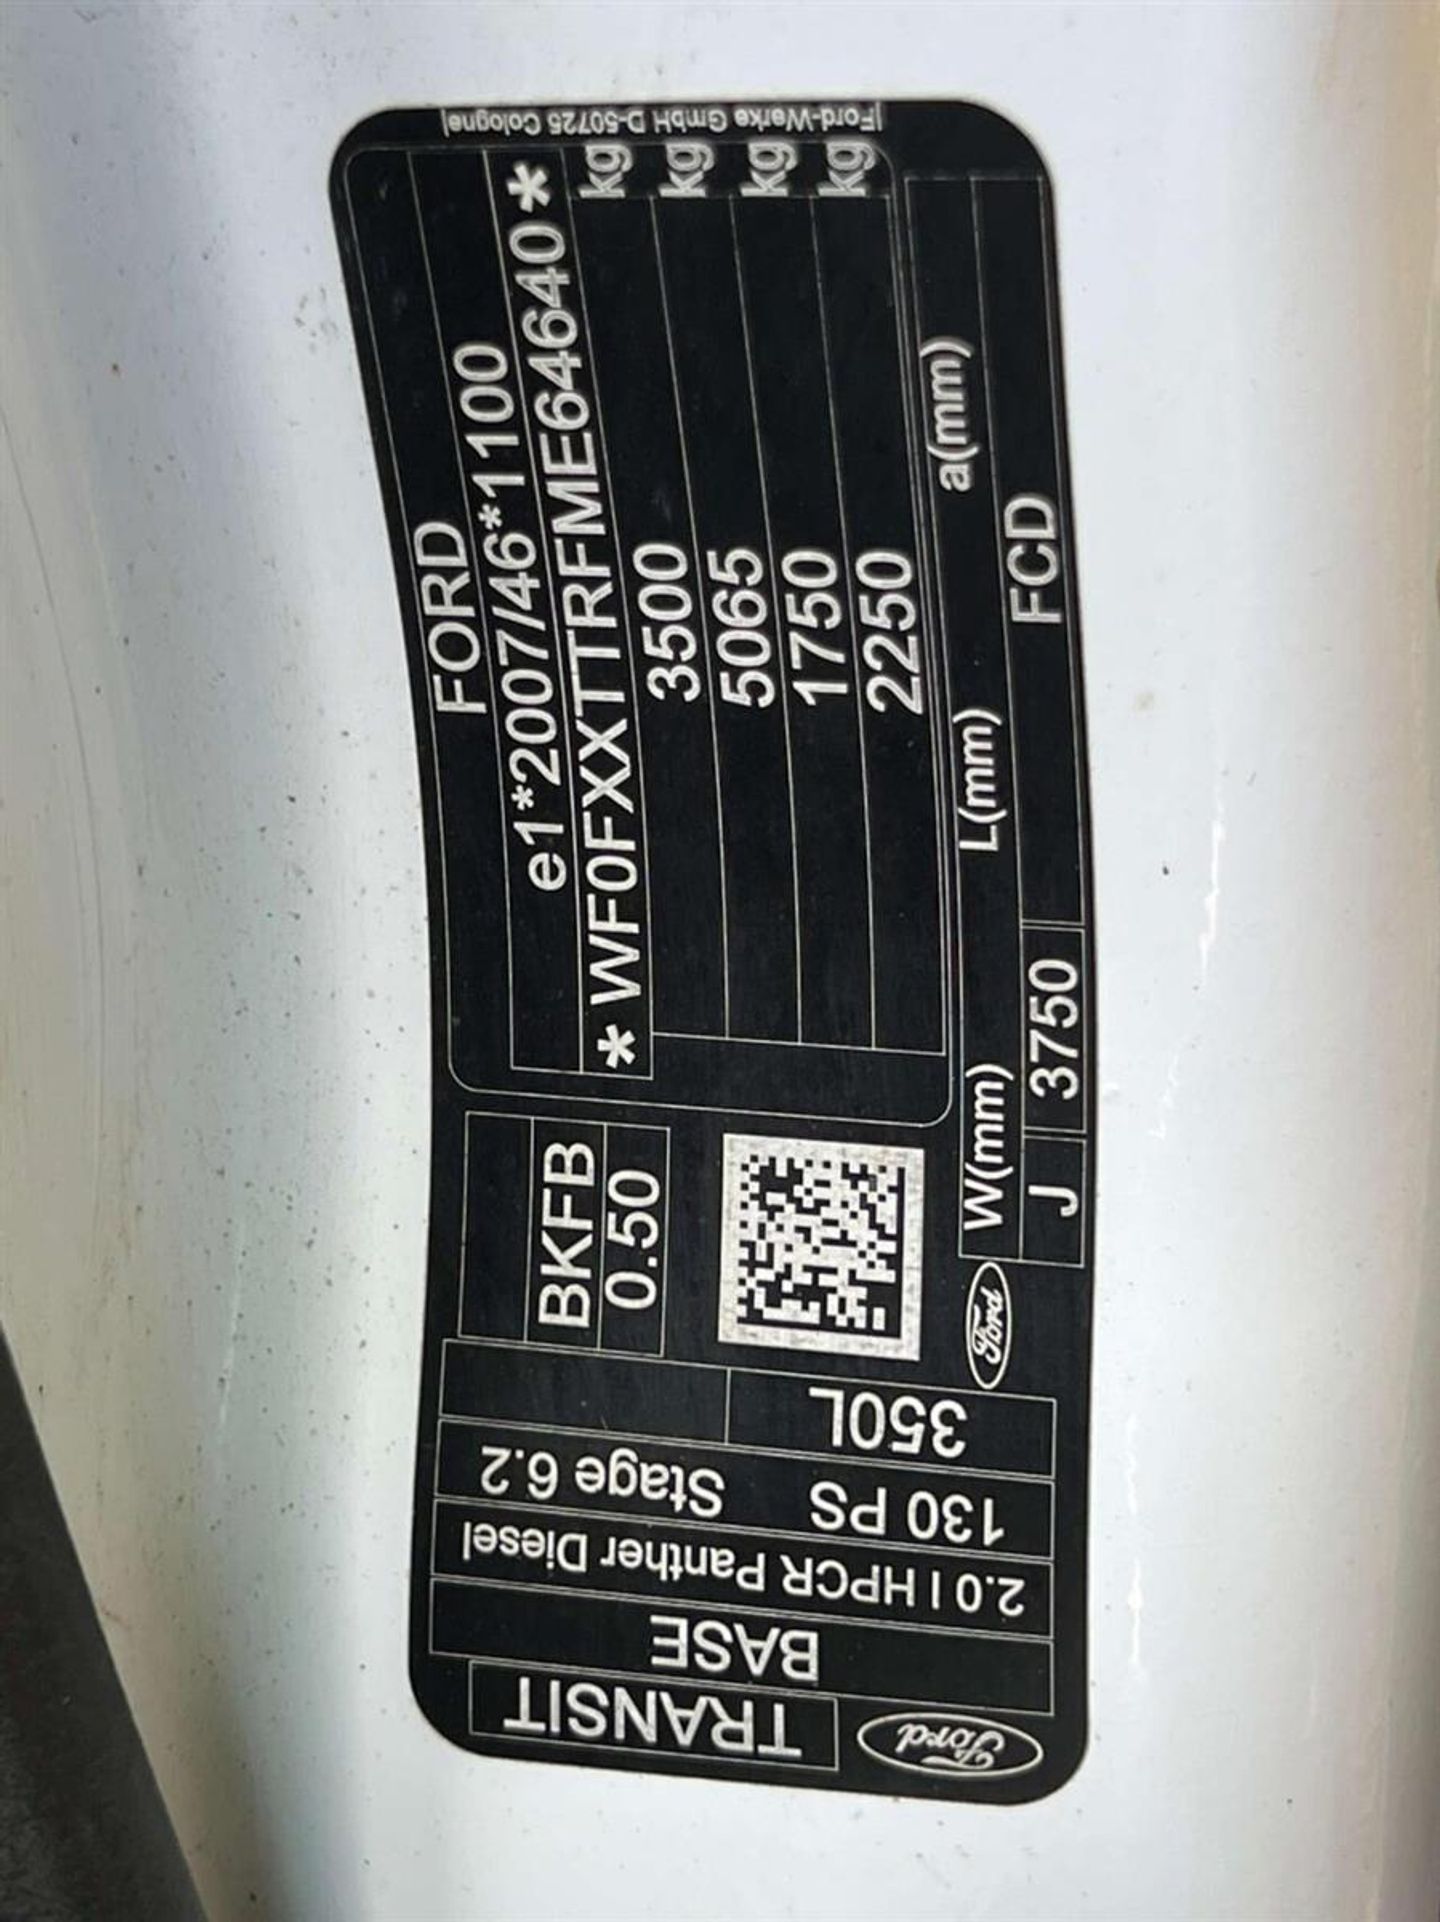 Ford
TRANSIT
BASE
2.0 l HPCR Panther Diesel
130 PS Stage 6.2
350L
BKFB
0.50
FORD
e1*2007/46*1100
*WF0FXXTTRFME64640*
kg
3500 kg
5065 kg
1750 kg
2250
Ford
W(mm) L(mm) a(mm)
J 3750 FCD
Ford-Werke GmbH D-50725 Cologne